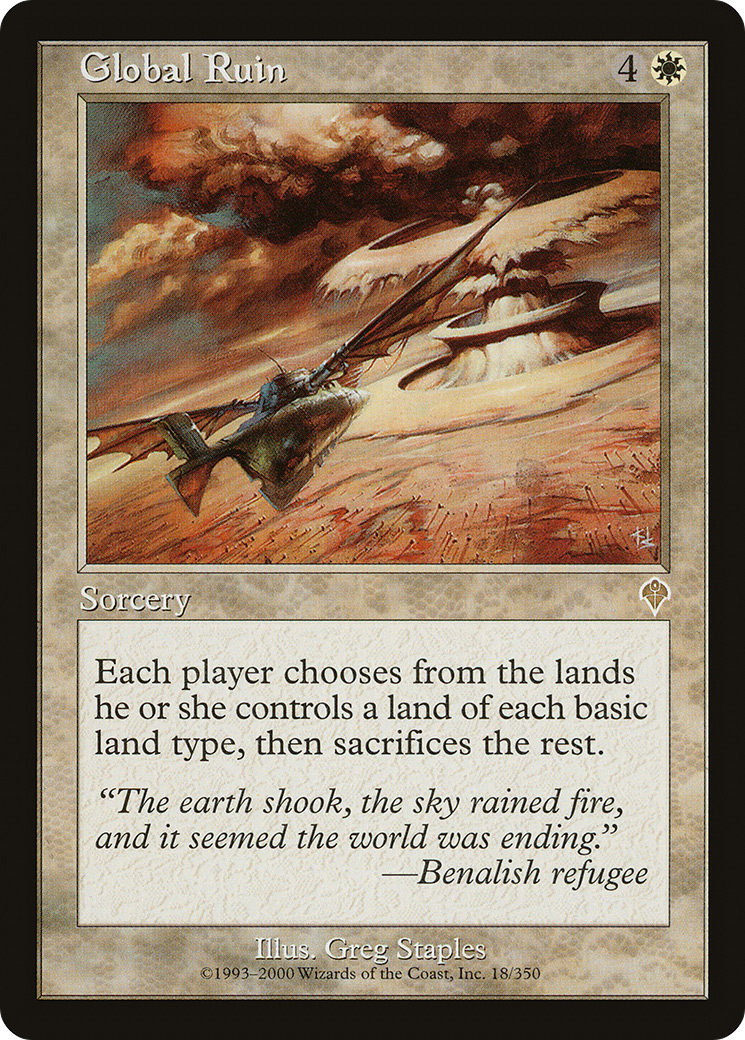 Global Ruin 4
Sorcery
Each player chooses from the lands
he or she controls a land of each basic
land type, then sacrifices the rest.
“The earth shook, the sky rained fire,
and it seemed the world was ending.”
—Benalish refugee
Illus. Greg Staples
©1993–2000 Wizards of the Coast, Inc. 18/350